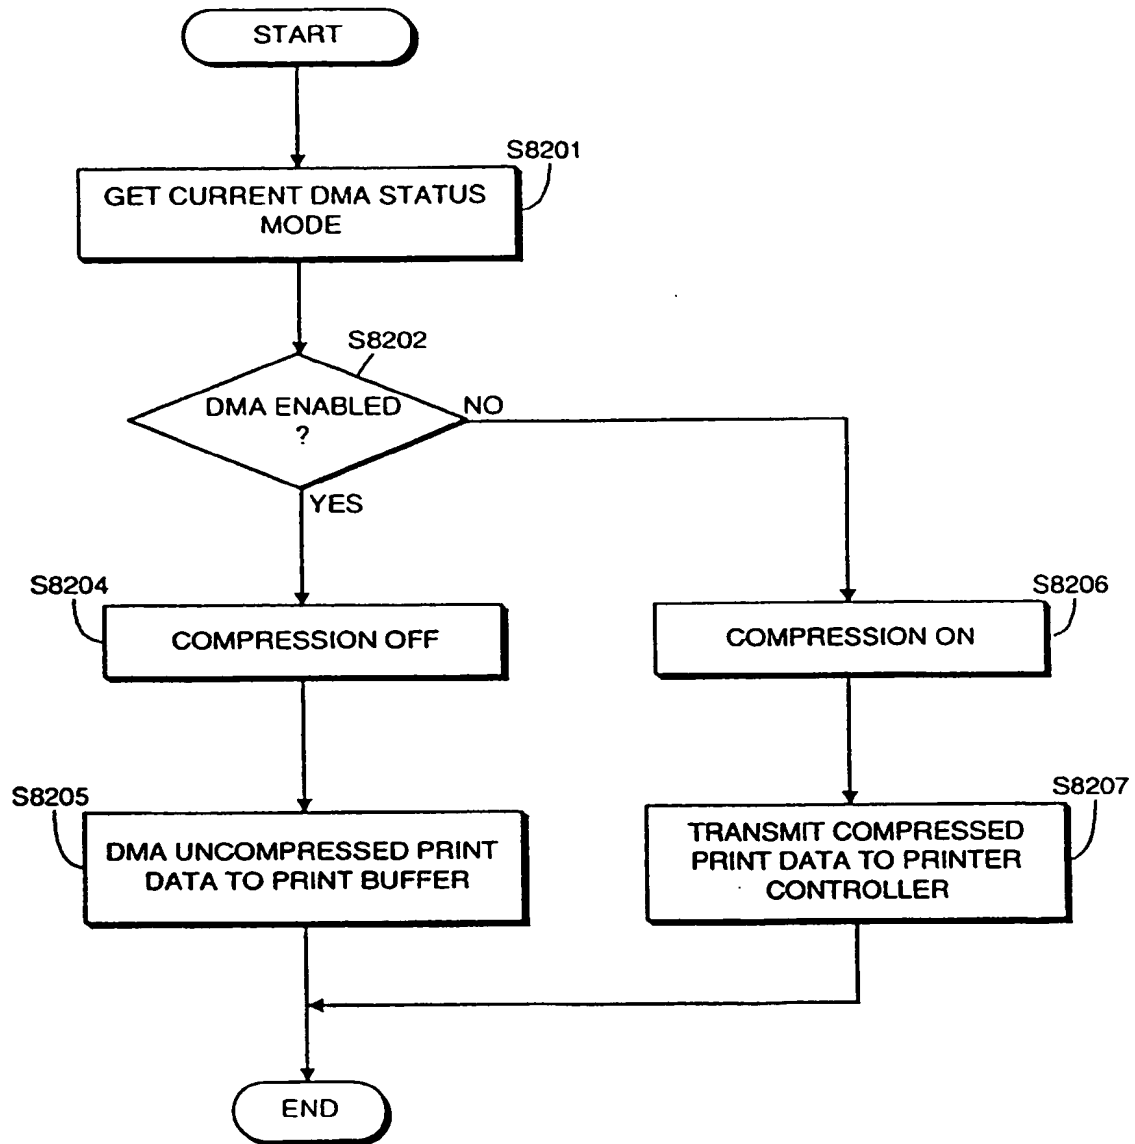 START
S8201
GET CURRENT DMA STATUS
MODE
S8202
DMA ENABLED
?
NO
YES
S8204
COMPRESSION OFF
S8206
COMPRESSION ON
S8205
DMA UNCOMPRESSED PRINT
DATA TO PRINT BUFFER
S8207
TRANSMIT COMPRESSED
PRINT DATA TO PRINTER
CONTROLLER
END